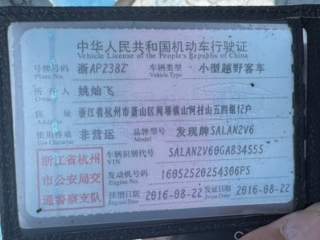 中华人民共和国机动车行驶证
Vehicle License of the People's Republic of China
号牌号码 浙AP238Z 车辆类型 小型越野客车
Plate No. Vehicle Type
所有人 姚灿飞
Owner
住址 浙江省杭州市萧山区闻堰镇山河村山五四组12户
Address
使用性质 非营运 品牌型号 发现牌SALAN2V6
Use Character Model
浙江省杭州 车辆识别代号 SALAN2V60GA834555
VIN
市公安局交 发动机号码 16052520254306PS
Engine No.
通警察支队 注册日期 2016-08-22 发证日期 2016-08-22
Register Date Issue Date